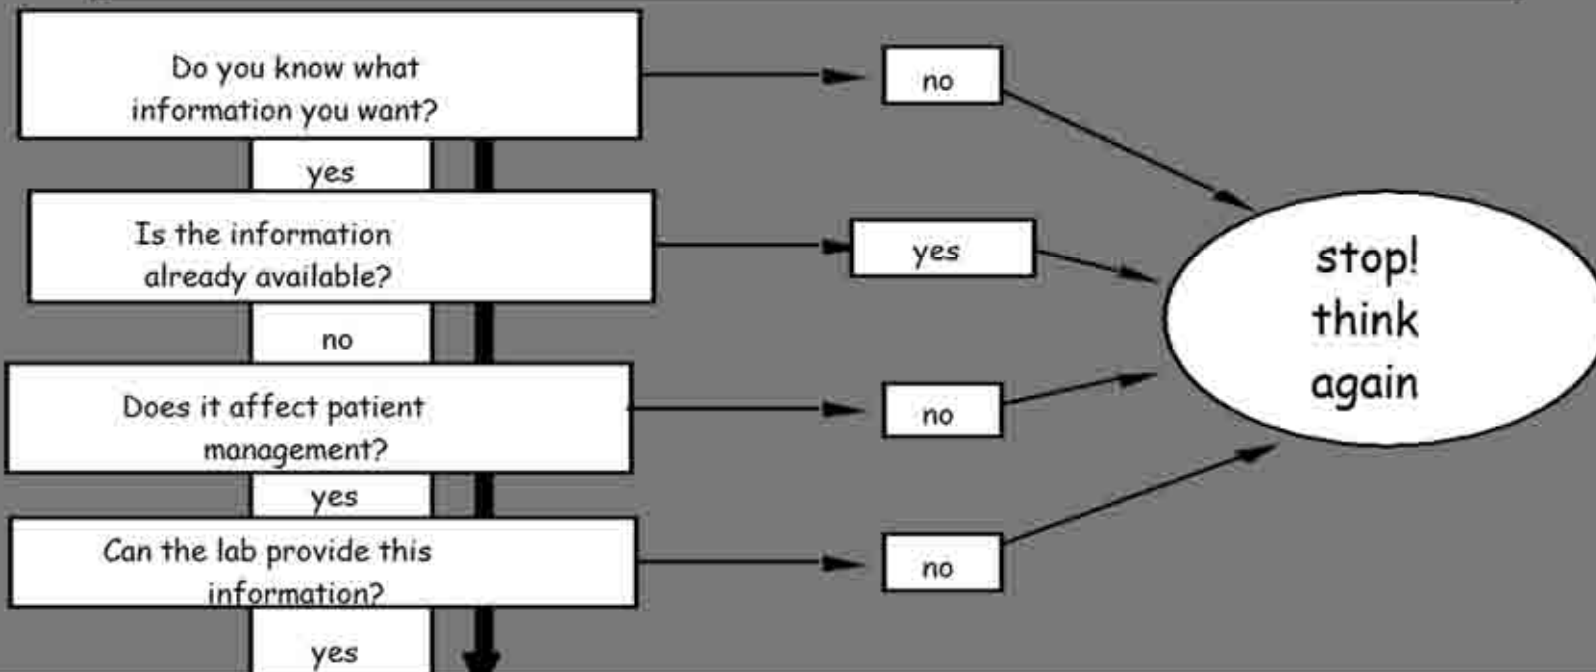 Do you know what
information you want?
no
yes
Is the information
already available?
yes
no
Does it affect patient
management?
no
yes
Can the lab provide this
information?
no
yes
stop!
think
again